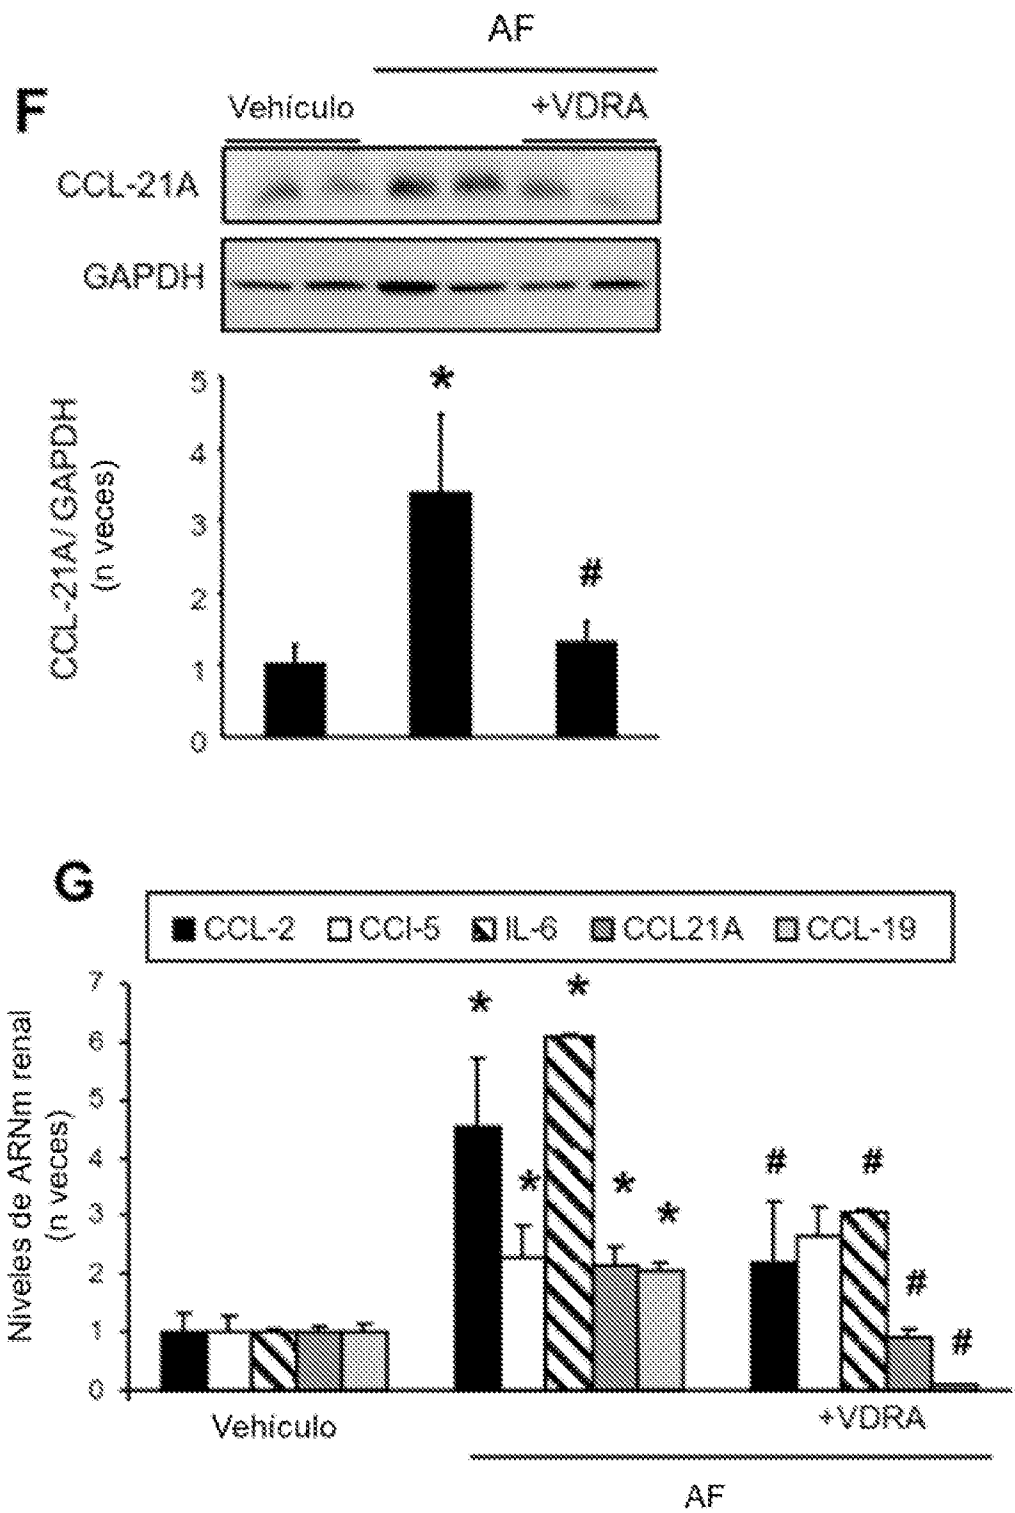 AF
F
Vehículo
+VDRA
CCL-21A
GAPDH
CCL-21A/ GAPDH
(n veces)
5
*
4
3
#
2
1
0
G
CCL-2 CCl-5 IL-6 CCL21A CCL-19
Niveles de ARNm renal
(n veces)
7
* *
6
5
4
* * * # #
3
2
#
1
#
0
Vehículo
+VDRA
AF